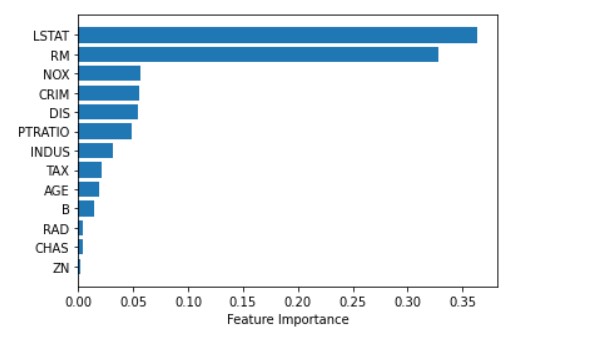 LSTAT
RM
NOX
CRIM
DIS
PTRATIO
INDUS
TAX
AGE
B
RAD
CHAS
ZN
0.00 0.05 0.10 0.15 0.20 0.25 0.30 0.35
Feature Importance